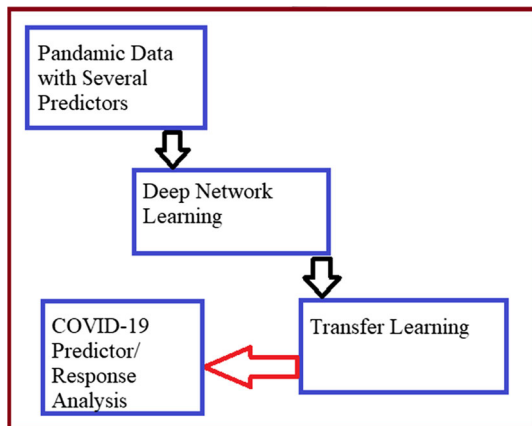 Pandamic Data
with Several
Predictors
Deep Network
Learning
Transfer Learning
COVID-19
Predictor/
Response
Analysis